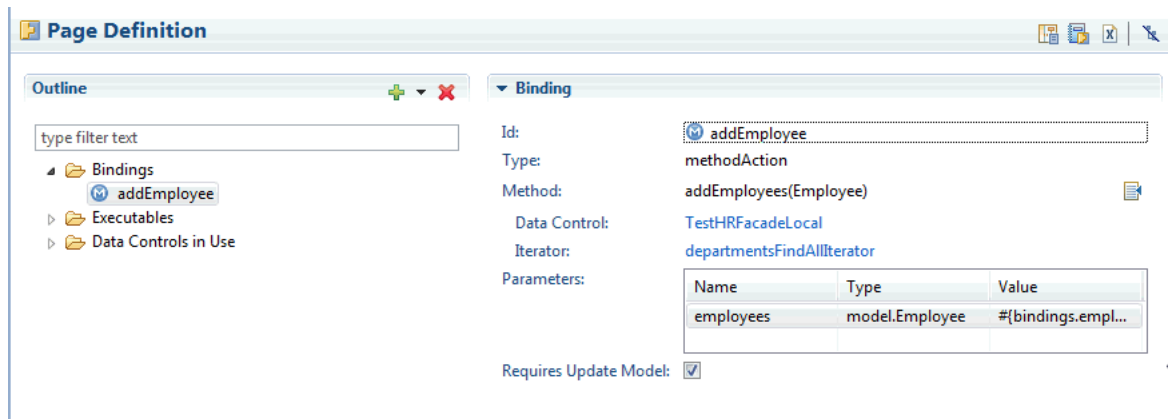 Page Definition
Outline
type filter text
Bindings
addEmployee
Executables
Data Controls in Use
Binding
Id: addEmployee
Type: methodAction
Method: addEmployees(Employee)
Data Control: TestHRFacadeLocal
Iterator: departmentsFindAllIterator
Parameters:
Name Type Value
employees model.Employee #{bindings.empl...
Requires Update Model: